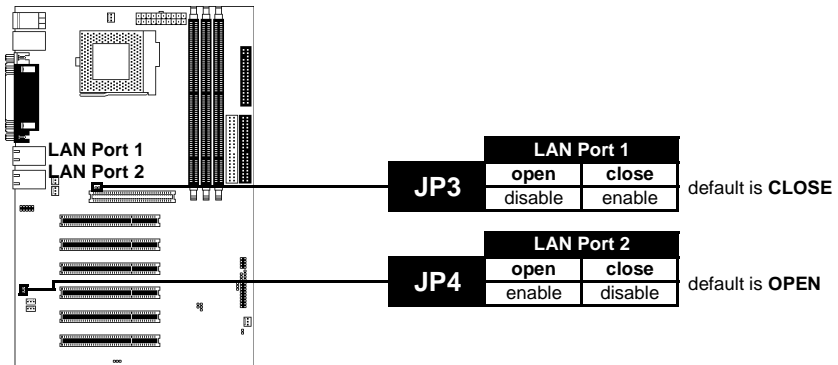 LAN Port 1
LAN Port 2
LAN Port 1
JP3
open close
disable enable
default is CLOSE
LAN Port 2
JP4
open close
enable disable
default is OPEN